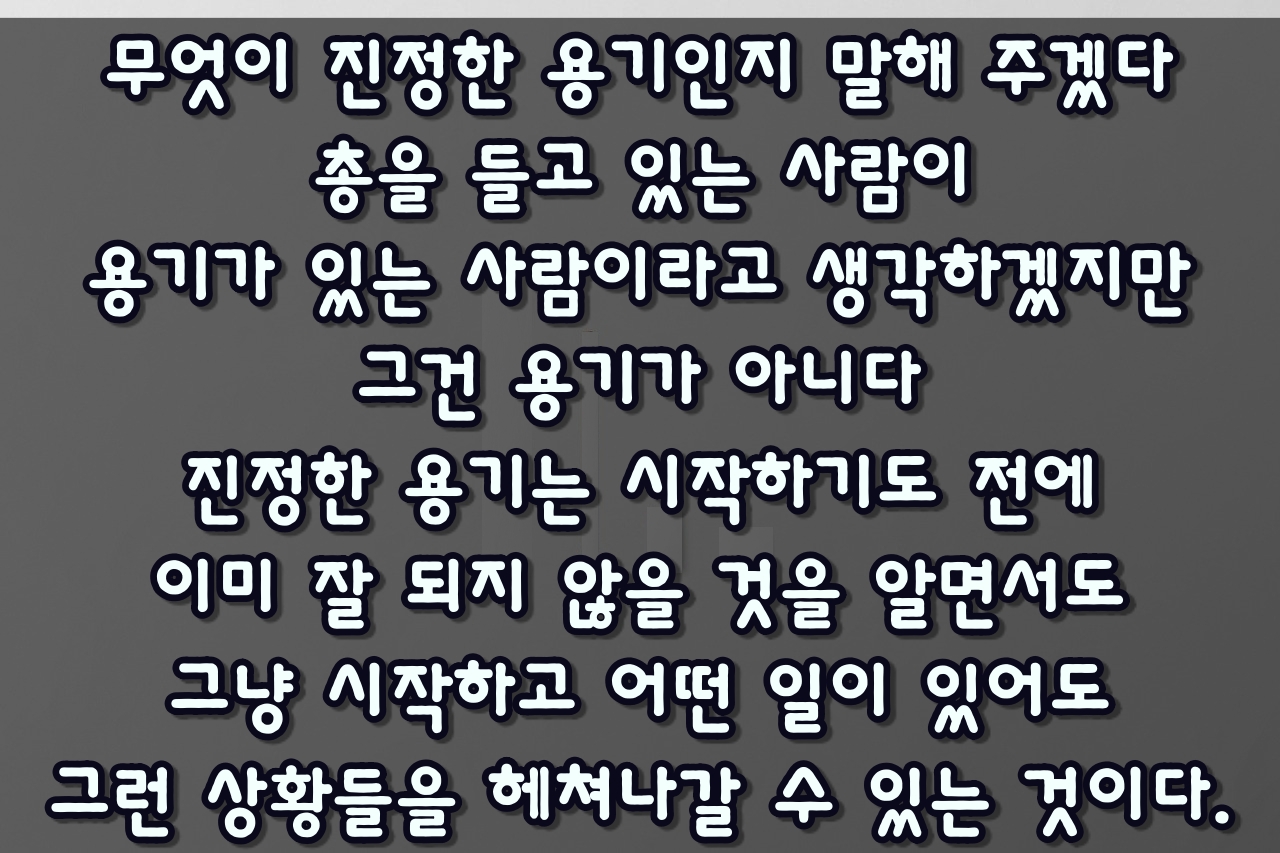 무엇이 진정한 용기인지 말해 주겠다
총을 들고 있는 사람이
용기가 있는 사람이라고 생각하겠지만
그건 용기가 아니다
진정한 용기는 시작하기도 전에
이미 잘 되지 않을 것을 알면서도
그냥 시작하고 어떤 일이 있어도
그런 상황들을 헤쳐나갈 수 있는 것이다.